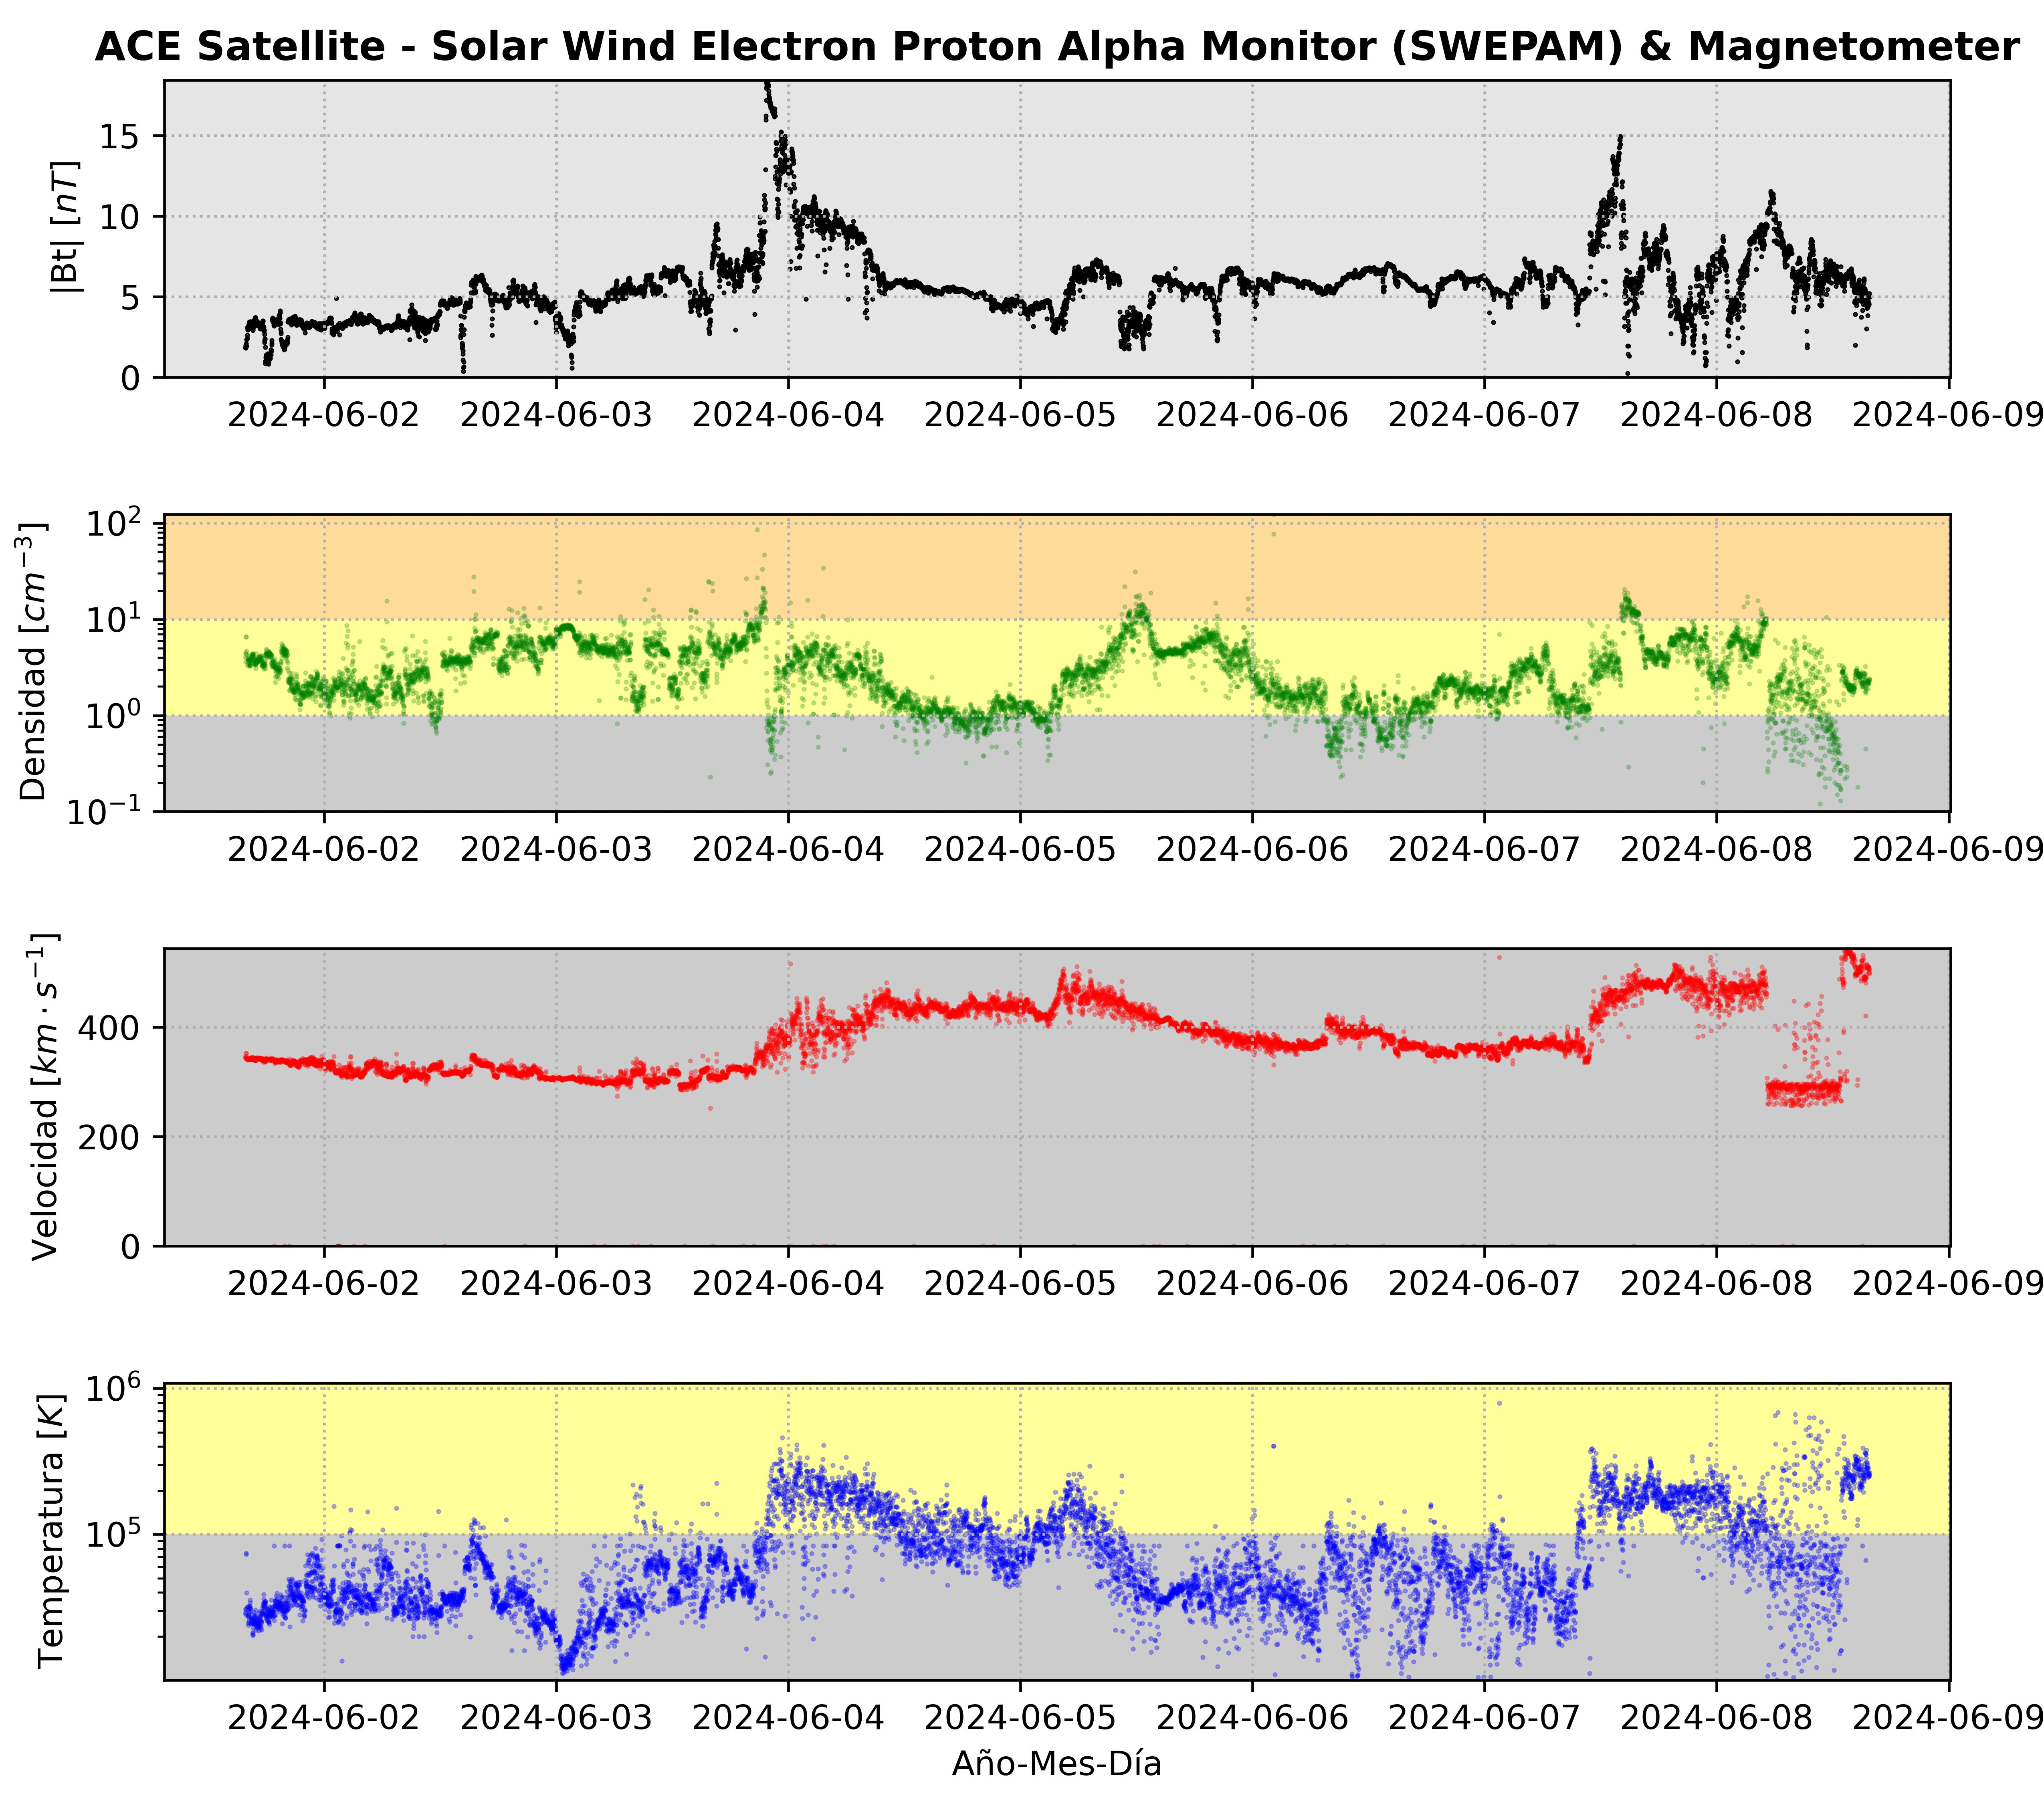 ACE Satellite - Solar Wind Electron Proton Alpha Monitor (SWEPAM) & Magnetometer
|Bt| [nT]
15
10
5
0
2024-06-02 2024-06-03 2024-06-04 2024-06-05 2024-06-06 2024-06-07 2024-06-08 2024-06-09
Densidad [cm⁻³]
10²
10¹
10⁰
10⁻¹
2024-06-02 2024-06-03 2024-06-04 2024-06-05 2024-06-06 2024-06-07 2024-06-08 2024-06-09
Velocidad [km · s⁻¹]
400
200
0
2024-06-02 2024-06-03 2024-06-04 2024-06-05 2024-06-06 2024-06-07 2024-06-08 2024-06-09
Temperatura [K]
10⁶
10⁵
2024-06-02 2024-06-03 2024-06-04 2024-06-05 2024-06-06 2024-06-07 2024-06-08 2024-06-09
Año-Mes-Día